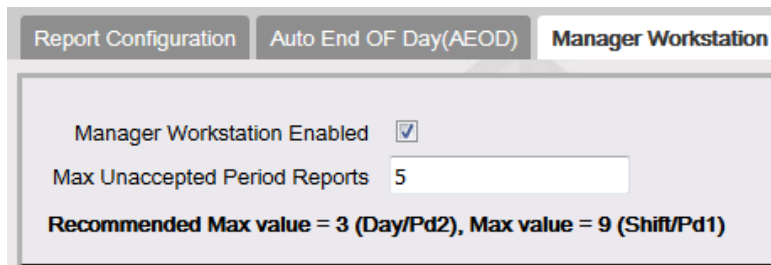 Report Configuration Auto End OF Day(AEOD) Manager Workstation
Manager Workstation Enabled
Max Unaccepted Period Reports 5
Recommended Max value = 3 (Day/Pd2), Max value = 9 (Shift/Pd1)